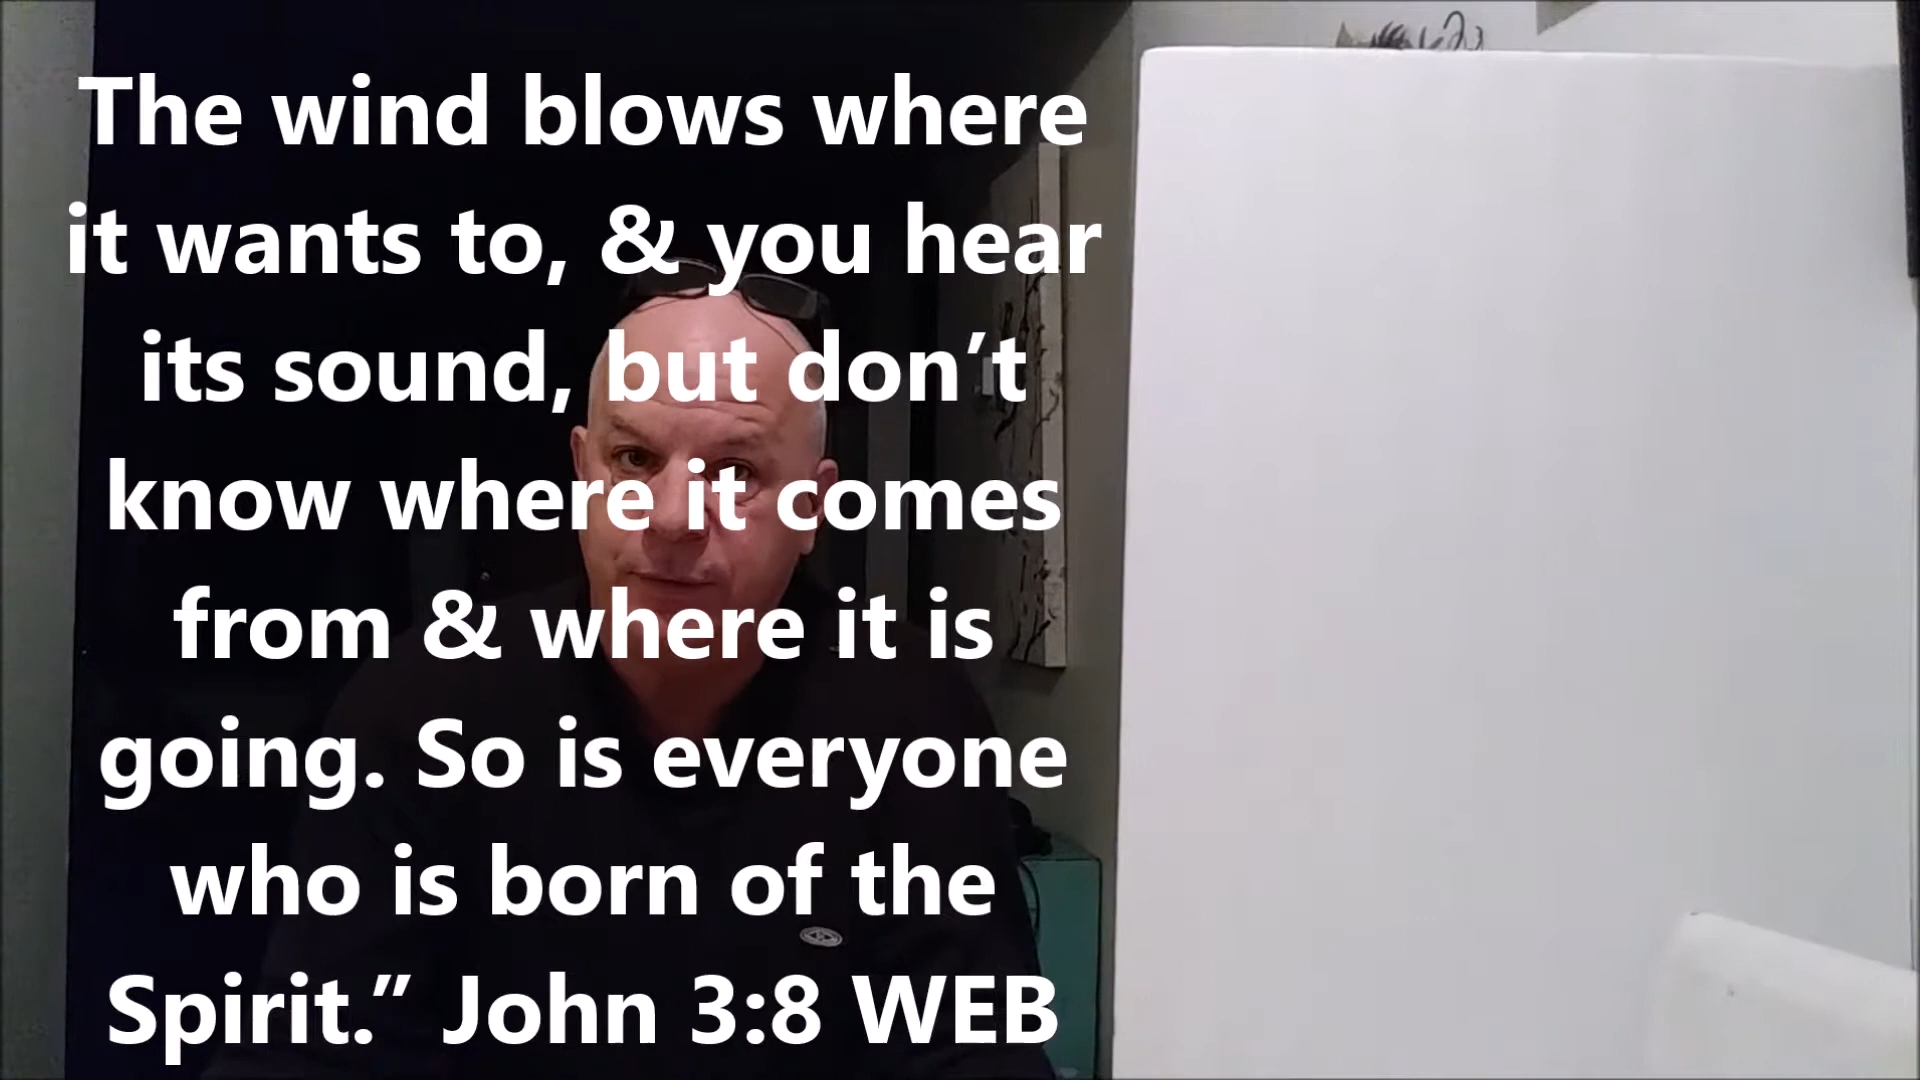 The wind blows where
it wants to, & you hear
its sound, but don’t
know where it comes
from & where it is
going. So is everyone
who is born of the
Spirit.” John 3:8 WEB